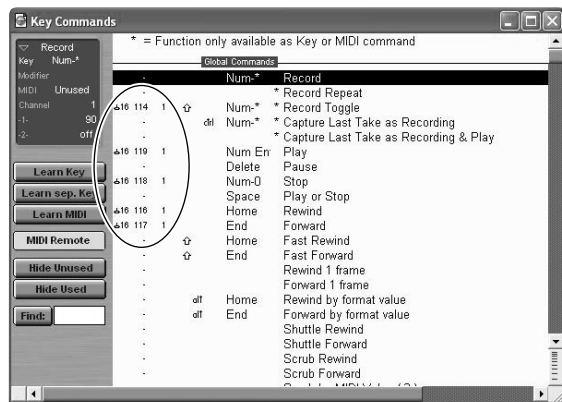 Key Commands
* = Function only available as Key or MIDI command
Record
Key Num-*
Modifier
MIDI Unused
Channel 1
-1- 90
-2- off
Learn Key
Learn sep. Key
Learn MIDI
MIDI Remote
Hide Unused
Hide Used
Find:
Global Commands
- Num-* Record
- * Record Repeat
16 114 1 ⇧ Num-* * Record Toggle
- ctrl Num-* * Capture Last Take as Recording
- * Capture Last Take as Recording & Play
16 119 1 Num En Play
- Delete Pause
16 118 1 Num-0 Stop
- Space Play or Stop
16 116 1 Home Rewind
16 117 1 End Forward
- ⇧ Home Fast Rewind
- ⇧ End Fast Forward
- Rewind 1 frame
- Forward 1 frame
- alt Home Rewind by format value
- alt End Forward by format value
- Shuttle Rewind
- Shuttle Forward
- Scrub Rewind
- Scrub Forward